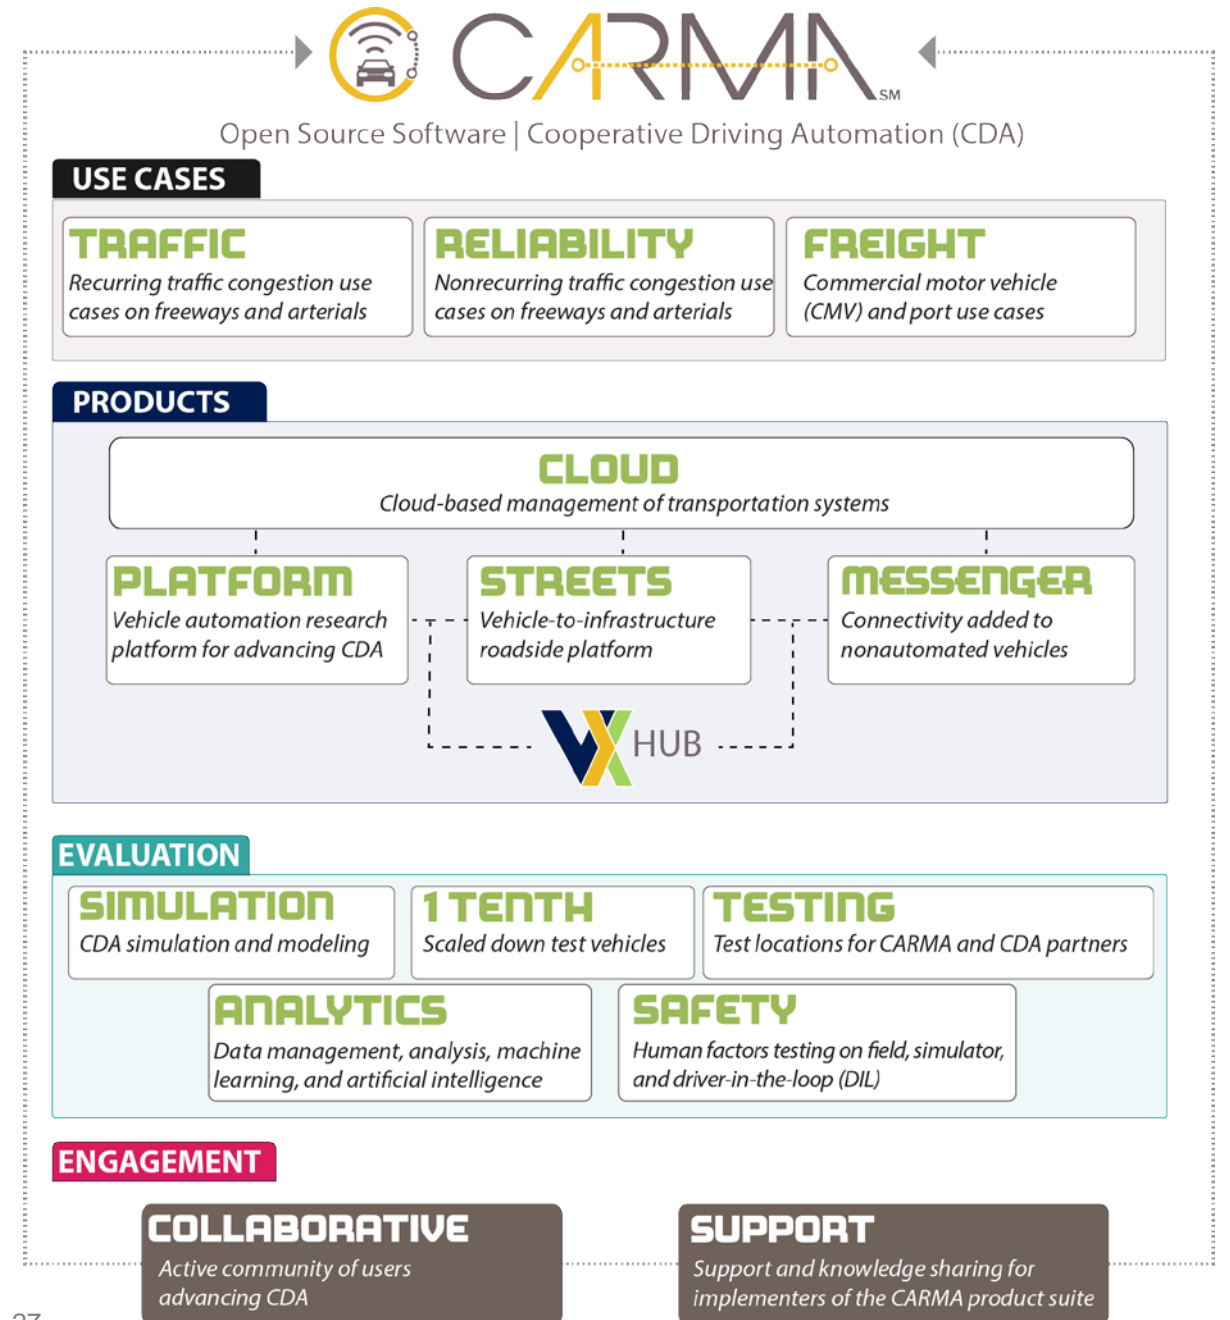 CARMA SM
Open Source Software | Cooperative Driving Automation (CDA)
USE CASES
TRAFFIC
Recurring traffic congestion use
cases on freeways and arterials
RELIABILITY
Nonrecurring traffic congestion use
cases on freeways and arterials
FREIGHT
Commercial motor vehicle
(CMV) and port use cases
PRODUCTS
CLOUD
Cloud-based management of transportation systems
PLATFORM
Vehicle automation research
platform for advancing CDA
STREETS
Vehicle-to-infrastructure
roadside platform
MESSENGER
Connectivity added to
nonautomated vehicles
VX HUB
EVALUATION
SIMULATION
CDA simulation and modeling
1 TENTH
Scaled down test vehicles
TESTING
Test locations for CARMA and CDA partners
ANALYTICS
Data management, analysis, machine
learning, and artificial intelligence
SAFETY
Human factors testing on field, simulator,
and driver-in-the-loop (DIL)
ENGAGEMENT
COLLABORATIVE
Active community of users
advancing CDA
SUPPORT
Support and knowledge sharing for
implementers of the CARMA product suite